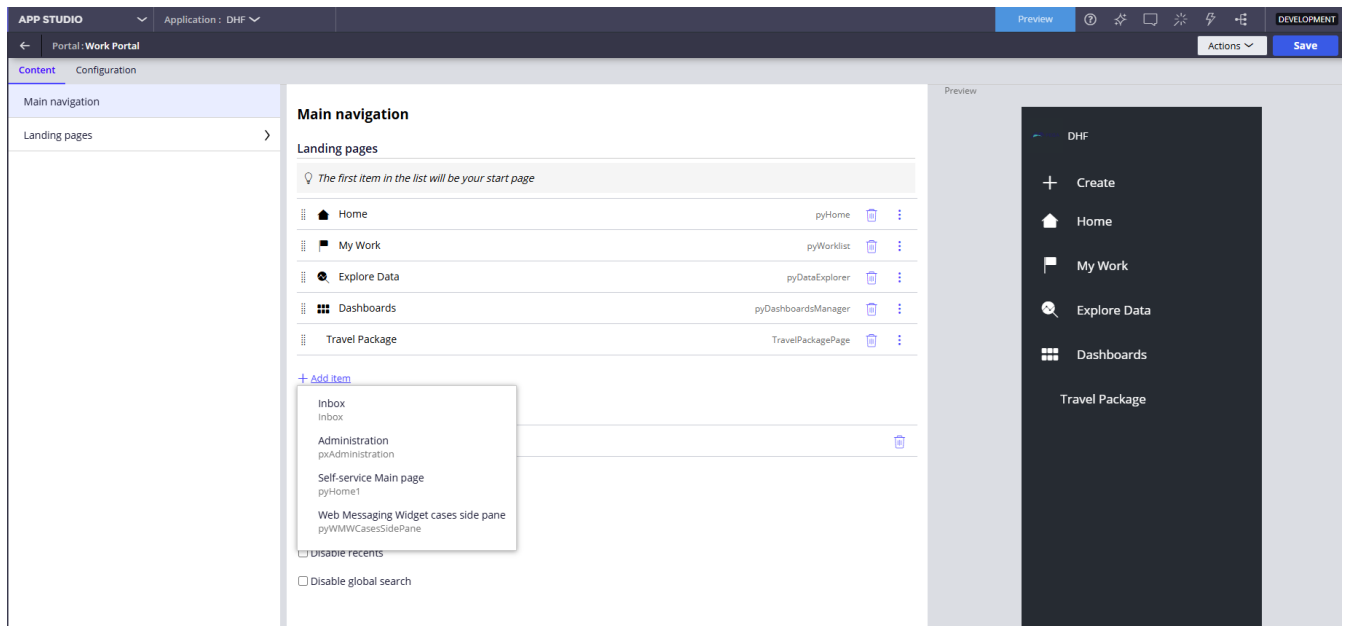 APP STUDIO
Application : DHF
Preview
DEVELOPMENT
Portal : Work Portal
Actions
Save
Content
Configuration
Main navigation
Landing pages
Main navigation
Landing pages
The first item in the list will be your start page
Home
pyHome
My Work
pyWorklist
Explore Data
pyDataExplorer
Dashboards
pyDashboardsManager
Travel Package
TravelPackagePage
Add item
Inbox
Inbox
Administration
pxAdministration
Self-service Main page
pyHome1
Web Messaging Widget cases side pane
pyWMWCasesSidePane
Disable recents
Disable global search
Preview
DHF
Create
Home
My Work
Explore Data
Dashboards
Travel Package